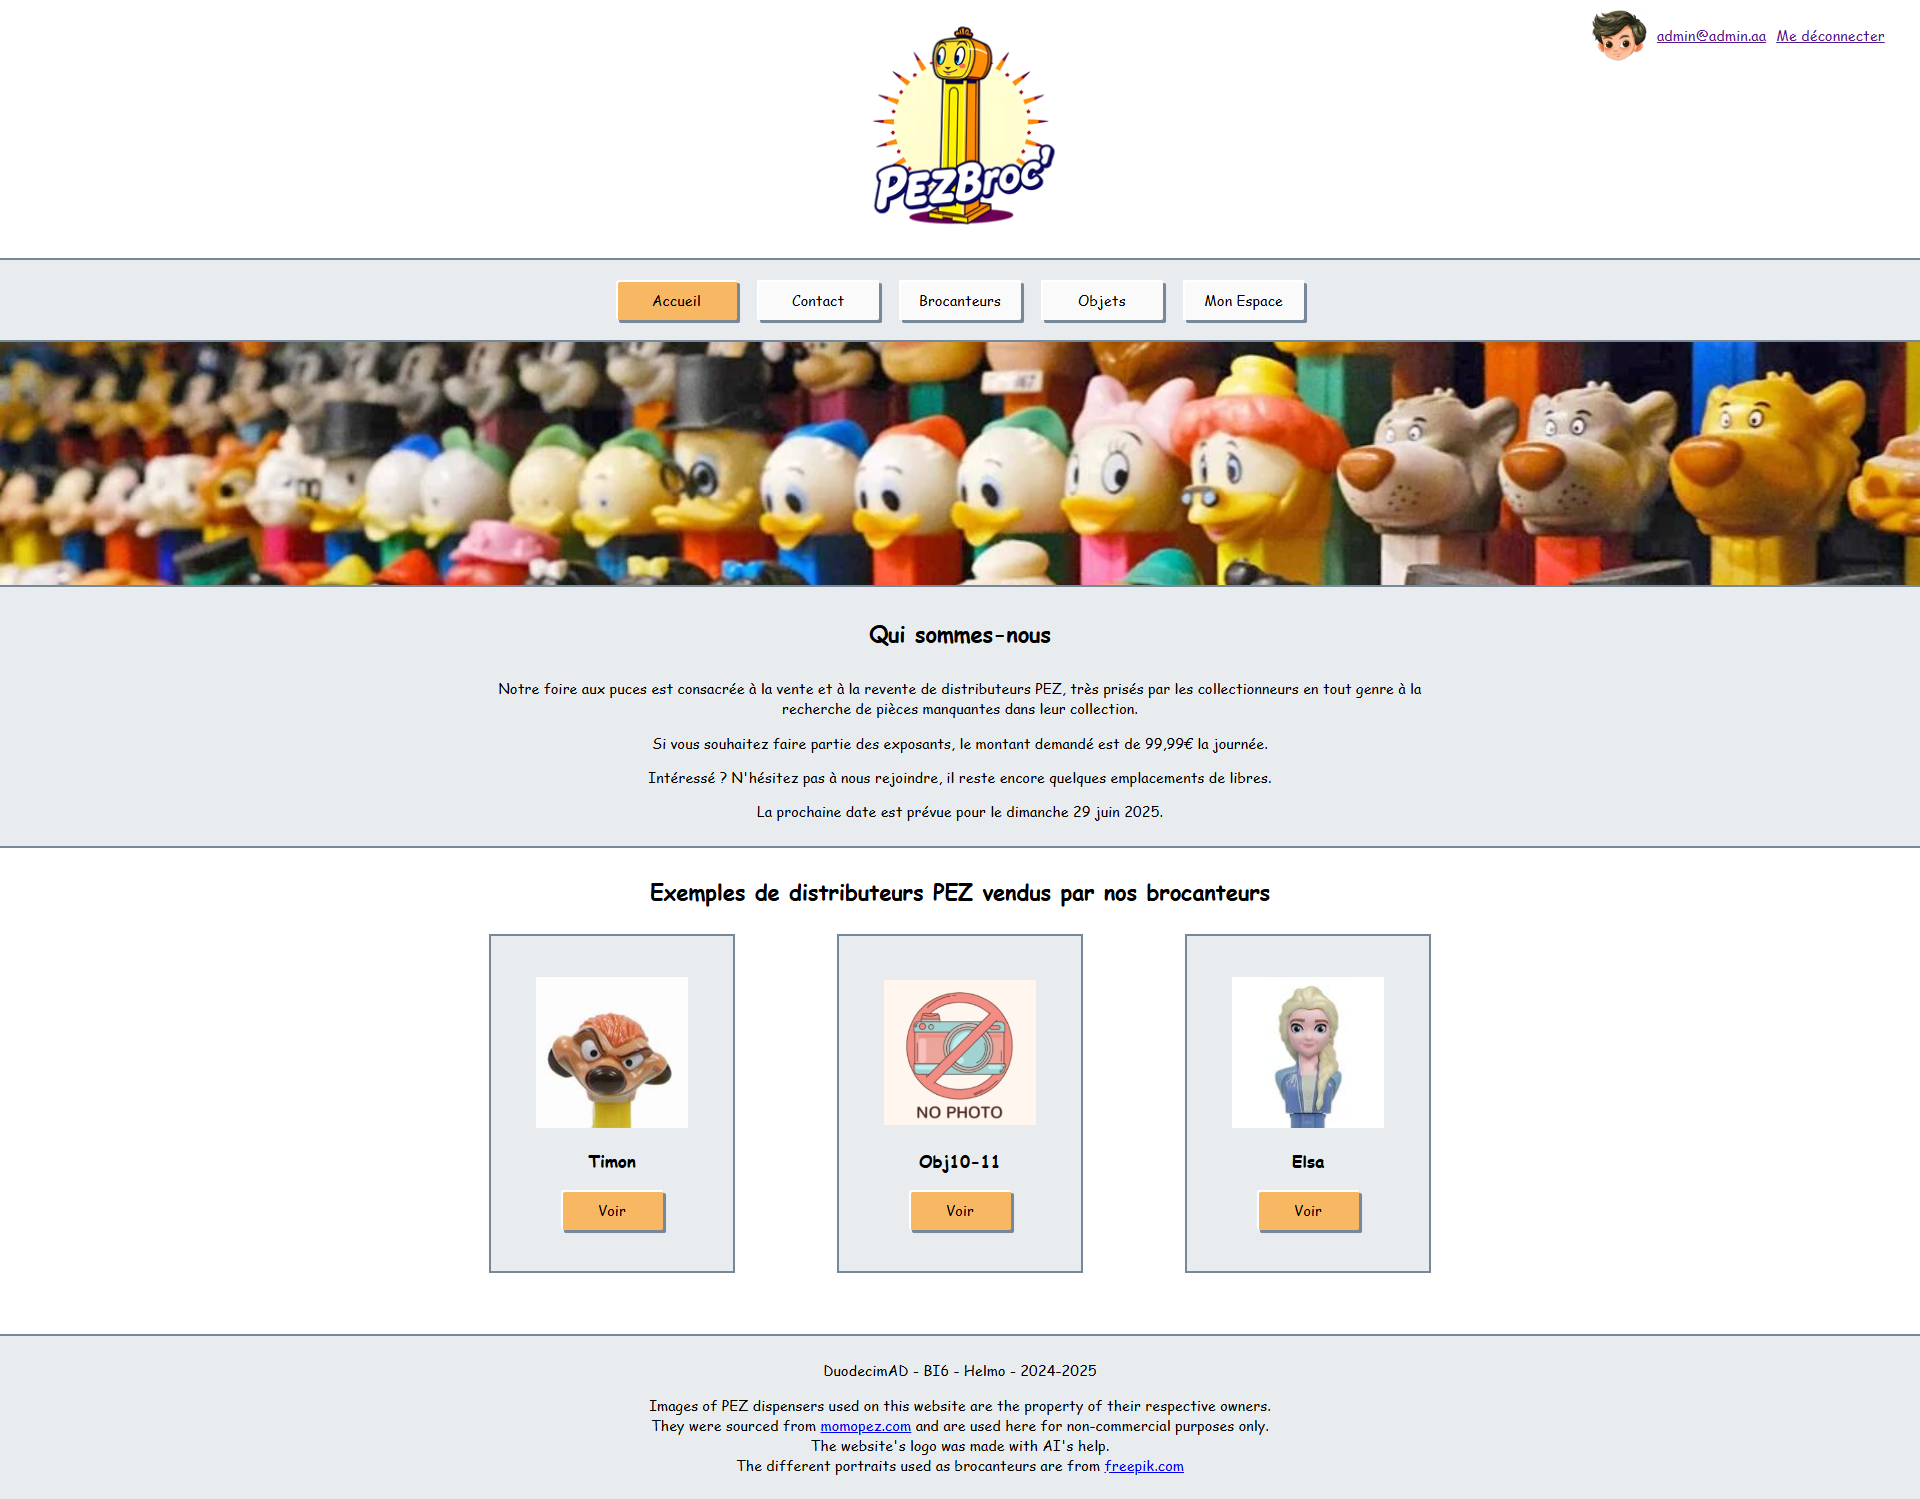 admin@admin.aa Me déconnecter
PEZBroc'
Accueil
Contact
Brocanteurs
Objets
Mon Espace
Qui sommes-nous
Notre foire aux puces est consacrée à la vente et à la revente de distributeurs PEZ, très prisés par les collectionneurs en tout genre à la
recherche de pièces manquantes dans leur collection.
Si vous souhaitez faire partie des exposants, le montant demandé est de 99,99€ la journée.
Intéressé ? N'hésitez pas à nous rejoindre, il reste encore quelques emplacements de libres.
La prochaine date est prévue pour le dimanche 29 juin 2025.
Exemples de distributeurs PEZ vendus par nos brocanteurs
Timon
Voir
NO PHOTO
Obj10-11
Voir
Elsa
Voir
DuodecimAD - BI6 - Helmo - 2024-2025
Images of PEZ dispensers used on this website are the property of their respective owners.
They were sourced from momopez.com and are used here for non-commercial purposes only.
The website's logo was made with AI's help.
The different portraits used as brocanteurs are from freepik.com